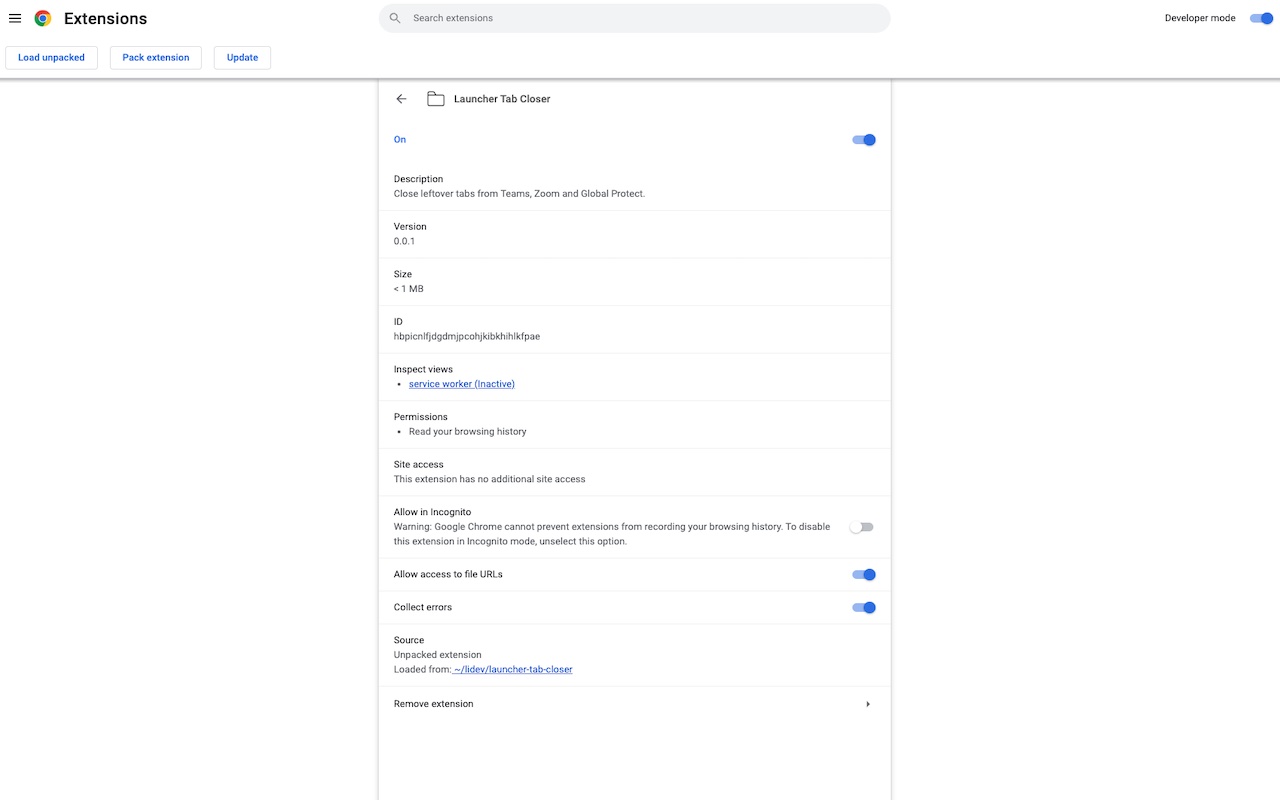 Extensions
Search extensions
Developer mode
Load unpacked
Pack extension
Update
Launcher Tab Closer
On
Description
Close leftover tabs from Teams, Zoom and Global Protect.
Version
0.0.1
Size
< 1 MB
ID
hbpicnlfjdgdmjpcohjkibkhihlkfpae
Inspect views
• service worker (Inactive)
Permissions
• Read your browsing history
Site access
This extension has no additional site access
Allow in Incognito
Warning: Google Chrome cannot prevent extensions from recording your browsing history. To disable
this extension in Incognito mode, unselect this option.
Allow access to file URLs
Collect errors
Source
Unpacked extension
Loaded from: ~/lidev/launcher-tab-closer
Remove extension